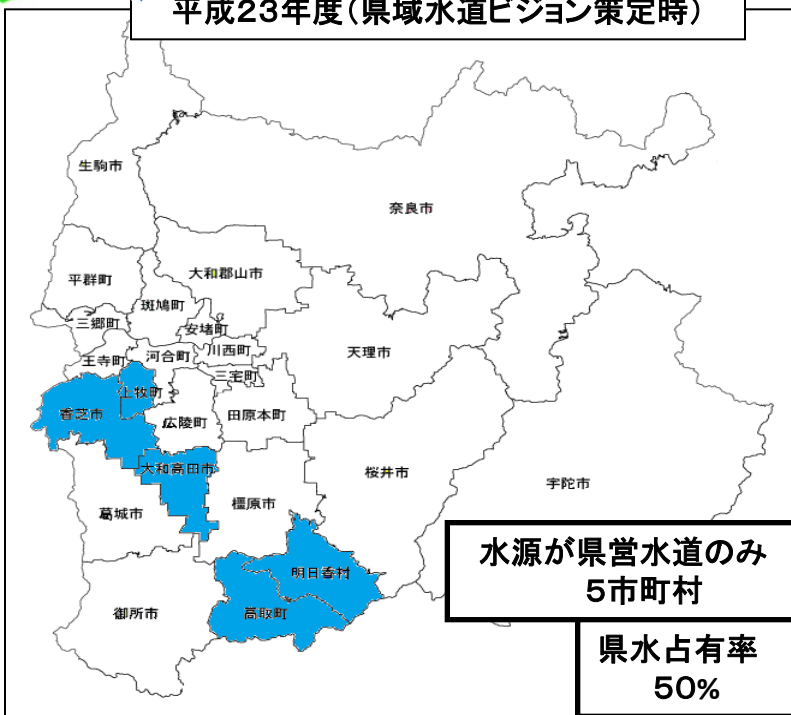 平成23年度(県域水道ビジョン策定時)
生駒市
奈良市
平群町
大和郡山市
斑鳩町
三郷町
安堵町
王寺町
河合町
川西町
天理市
三宅町
上牧町
香芝市
広陵町
田原本町
大和高田市
桜井市
宇陀市
葛城市
橿原市
水源が県営水道のみ
5市町村
明日香村
御所市
高取町
県水占有率
50%